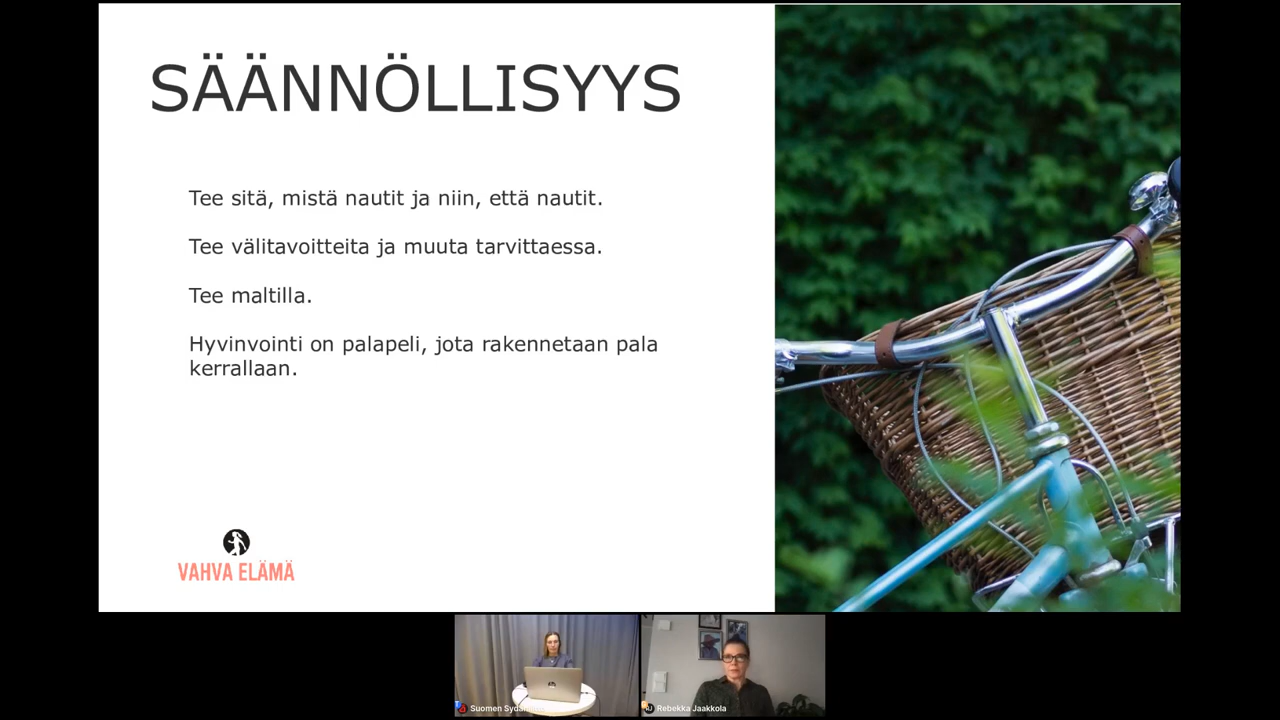 SÄÄNNÖLLISYYS
Tee sitä, mistä nautit ja niin, että nautit.
Tee välitavoitteita ja muuta tarvittaessa.
Tee maltilla.
Hyvinvointi on palapeli, jota rakennetaan pala
kerrallaan.
VAHVA ELÄMÄ
Suomen
Rebekka Jaakkola